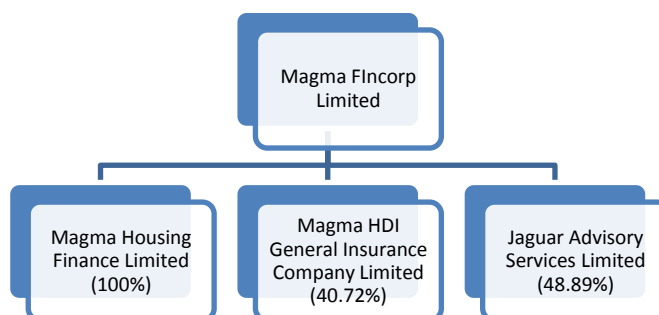 Magma FIncorp
Limited
Magma Housing
Finance Limited
(100%)
Magma HDI
General Insurance
Company Limited
(40.72%)
Jaguar Advisory
Services Limited
(48.89%)